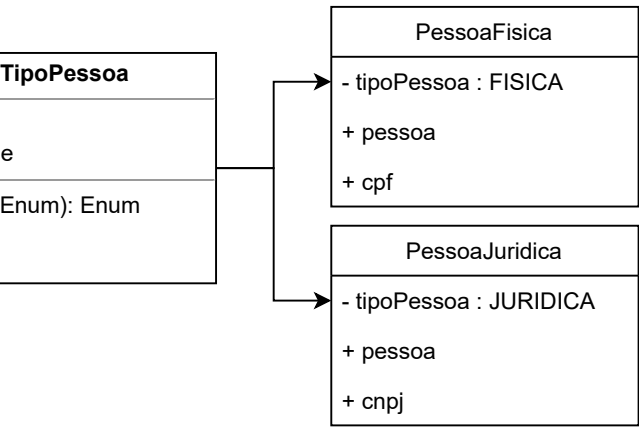 TipoPessoa
e
Enum): Enum
PessoaFisica
- tipoPessoa : FISICA
+ pessoa
+ cpf
PessoaJuridica
- tipoPessoa : JURIDICA
+ pessoa
+ cnpj